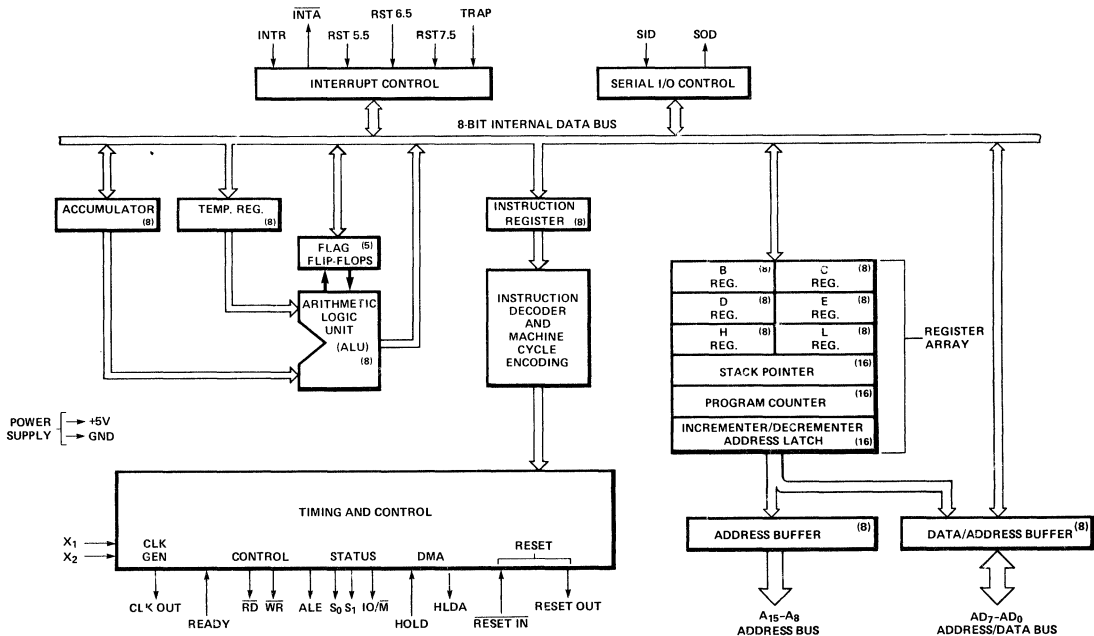 INTR
INTA
RST 5.5
RST 6.5
RST 7.5
TRAP
SID
SOD
INTERRUPT CONTROL
SERIAL I/O CONTROL
8-BIT INTERNAL DATA BUS
ACCUMULATOR
(8)
TEMP. REG.
(8)
(5)
FLAG
FLIP-FLOPS
INSTRUCTION
REGISTER
(8)
ARITHMETIC
LOGIC
UNIT
(ALU)
(8)
INSTRUCTION
DECODER
AND
MACHINE
CYCLE
ENCODING
B (8)
REG.
C (8)
REG.
D (8)
REG.
E (8)
REG.
H (8)
REG.
L (8)
REG.
STACK POINTER (16)
PROGRAM COUNTER (16)
INCREMENTER/DECREMENTER
ADDRESS LATCH (16)
REGISTER
ARRAY
POWER
SUPPLY
+5V
GND
TIMING AND CONTROL
X1
X2
CLK
GEN
CONTROL
STATUS
DMA
RESET
CLK OUT
READY
RD
WR
ALE
S0
S1
IO/M
HOLD
HLDA
RESET IN
RESET OUT
ADDRESS BUFFER (8)
DATA/ADDRESS BUFFER (8)
A15–A8
ADDRESS BUS
AD7–AD0
ADDRESS/DATA BUS